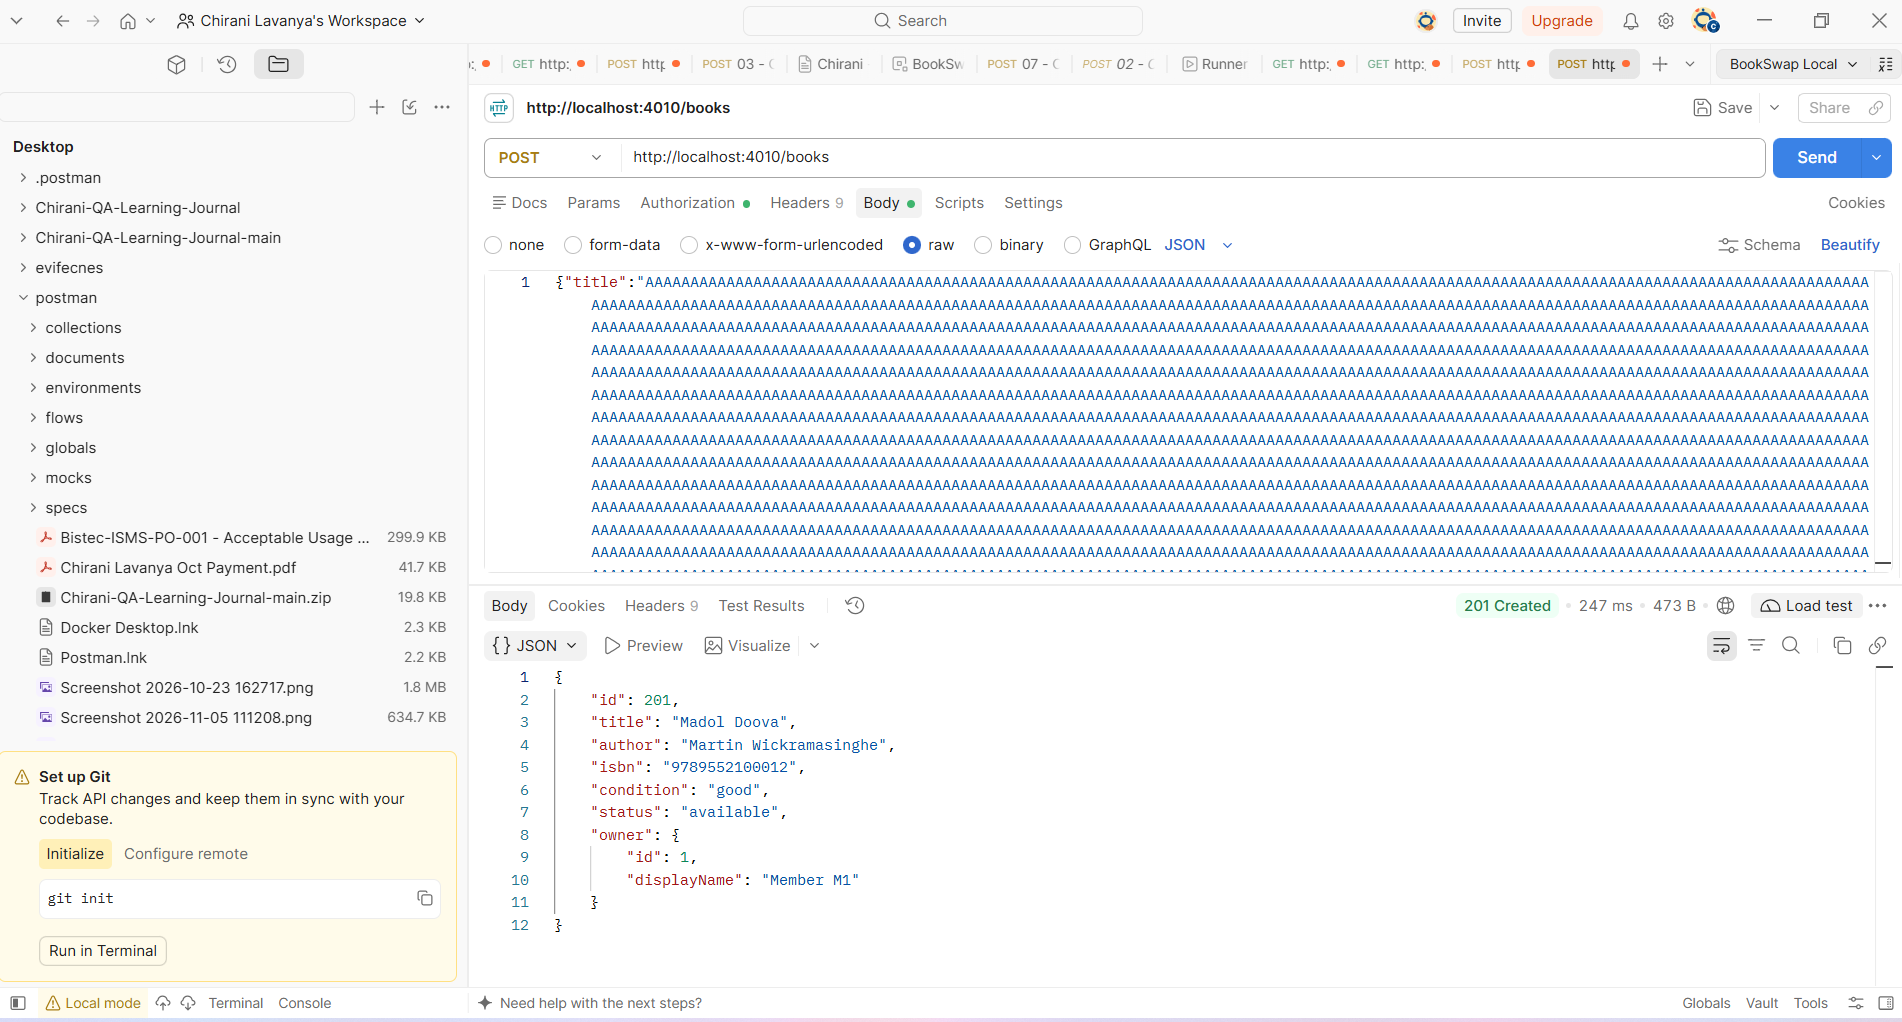 Chirani Lavanya's Workspace
Search
Invite
Upgrade
GET http:
POST http
POST 03 - C
Chirani
BookSw
POST 07 - C
POST 02 - C
Runner
GET http:
GET http:
POST http
POST http
BookSwap Local
HTTP
http://localhost:4010/books
Save
Share
Desktop
.postman
Chirani-QA-Learning-Journal
Chirani-QA-Learning-Journal-main
evifecnes
postman
collections
documents
environments
flows
globals
mocks
specs
Bistec-ISMS-PO-001 - Acceptable Usage ... 299.9 KB
Chirani Lavanya Oct Payment.pdf 41.7 KB
Chirani-QA-Learning-Journal-main.zip 19.8 KB
Docker Desktop.lnk 2.3 KB
Postman.lnk 2.2 KB
Screenshot 2026-10-23 162717.png 1.8 MB
Screenshot 2026-11-05 111208.png 634.7 KB
Set up Git
Track API changes and keep them in sync with your
codebase.
Initialize Configure remote
git init
Run in Terminal
POST http://localhost:4010/books
Send
Docs Params Authorization Headers 9 Body Scripts Settings Cookies
none form-data x-www-form-urlencoded raw binary GraphQL JSON Schema Beautify
1 {"title":"
Body Cookies Headers 9 Test Results 201 Created 247 ms 473 B Load test
{} JSON Preview Visualize
1 {
2 "id": 201,
3 "title": "Madol Doova",
4 "author": "Martin Wickramasinghe",
5 "isbn": "9789552100012",
6 "condition": "good",
7 "status": "available",
8 "owner": {
9 "id": 1,
10 "displayName": "Member M1"
11 }
12 }
Local mode Terminal Console Need help with the next steps? Globals Vault Tools